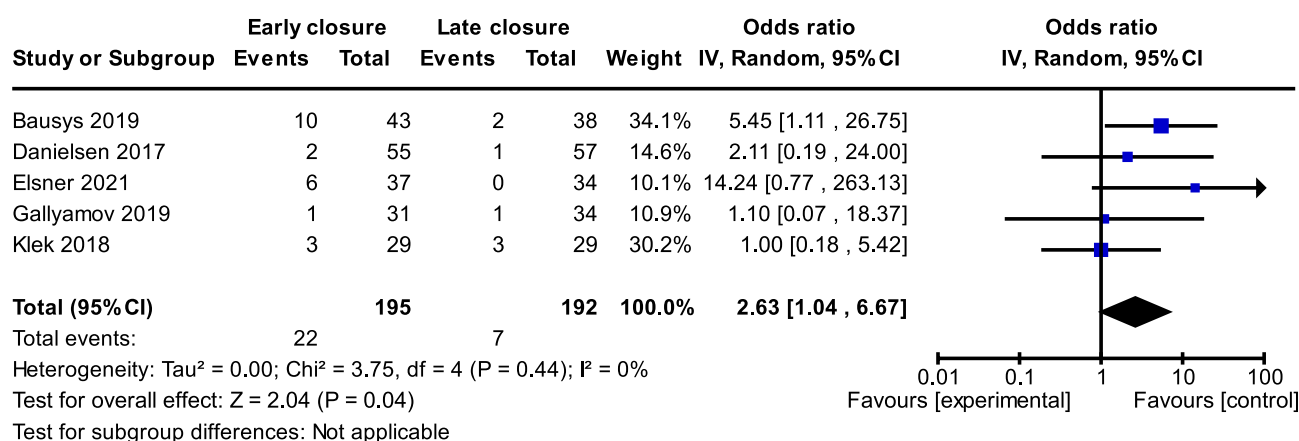 Early closure Late closure Odds ratio Odds ratio
Study or Subgroup Events Total Events Total Weight IV, Random, 95%CI IV, Random, 95%CI
Bausys 2019 10 43 2 38 34.1% 5.45 [1.11 , 26.75]
Danielsen 2017 2 55 1 57 14.6% 2.11 [0.19 , 24.00]
Elsner 2021 6 37 0 34 10.1% 14.24 [0.77 , 263.13]
Gallyamov 2019 1 31 1 34 10.9% 1.10 [0.07 , 18.37]
Klek 2018 3 29 3 29 30.2% 1.00 [0.18 , 5.42]
Total (95%CI) 195 192 100.0% 2.63 [1.04 , 6.67]
Total events: 22 7
Heterogeneity: Tau² = 0.00; Chi² = 3.75, df = 4 (P = 0.44); I² = 0%
0.01 0.1 1 10 100
Test for overall effect: Z = 2.04 (P = 0.04)
Favours [experimental] Favours [control]
Test for subgroup differences: Not applicable